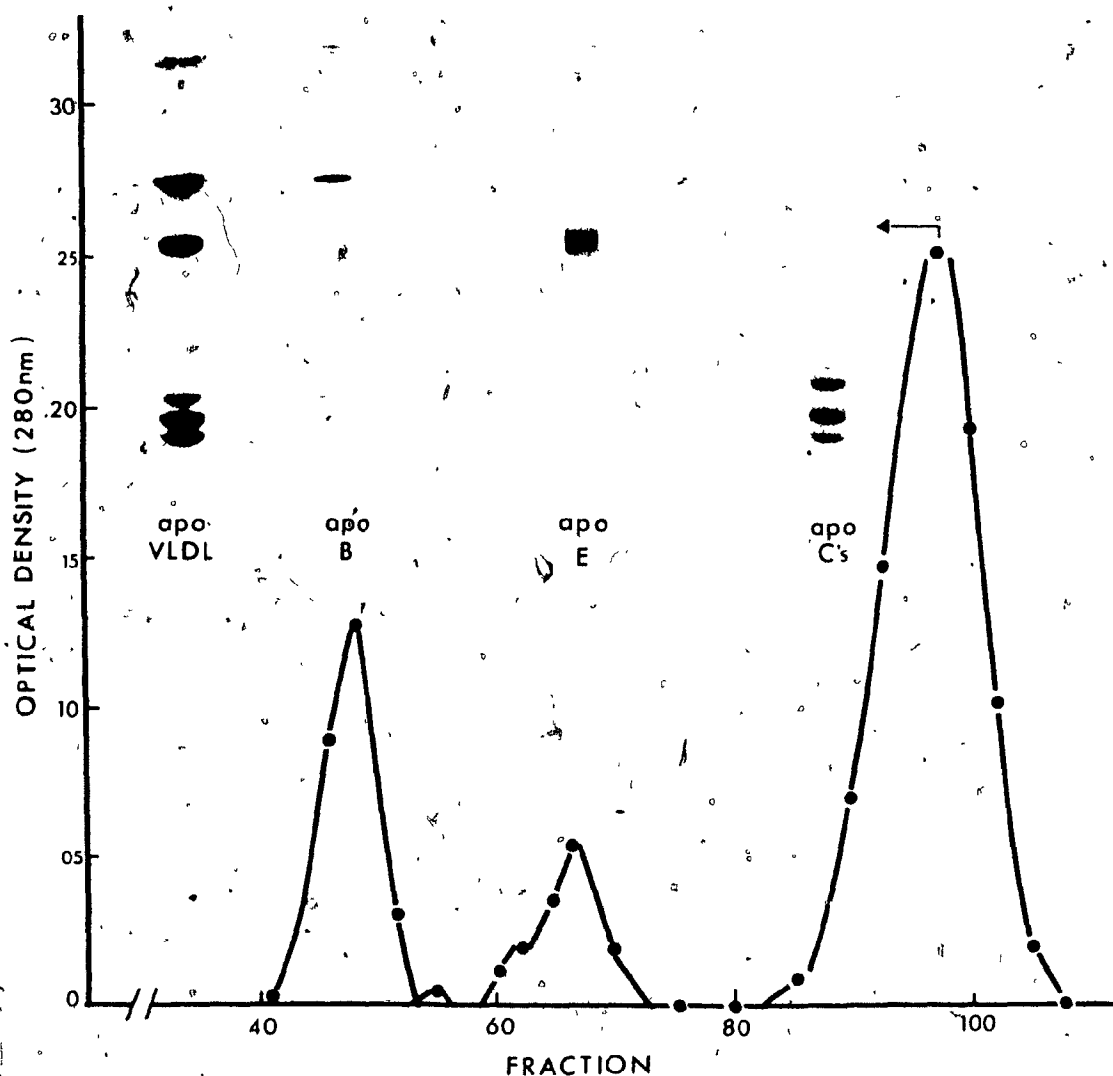 OPTICAL DENSITY (280nm)
30
25
20
15
10
05
0
apo
VLDL
apo
B
apo
E
apo
C's
40
60
80
100
FRACTION